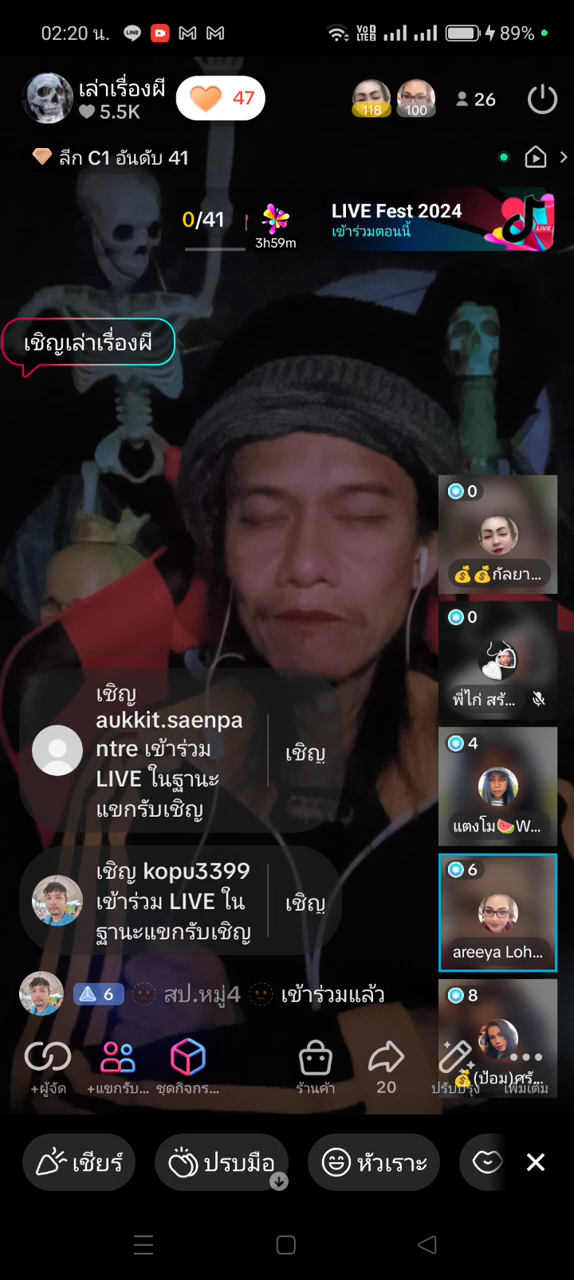 02:20 น.
VoD LTE2
89%
เล่าเรื่องผี
5.5K
47
118
100
26
ลีก C1 อันดับ 41
0/41
3h59m
LIVE Fest 2024
เข้าร่วมตอนนี้
LIVE
เชิญเล่าเรื่องผี
0
💰💰กัลยา...
0
พี่ไก่ สรั...
4
แตงโม🍉W...
6
areeya Loh...
8
💰(ป้อม)ศรั...
เชิญ
aukkit.saenpa
ntre เข้าร่วม
LIVE ในฐานะ
แขกรับเชิญ
เชิญ
เชิญ kopu3399
เข้าร่วม LIVE ใน
ฐานะแขกรับเชิญ
เชิญ
6 สป.หมู่4 เข้าร่วมแล้ว
+ผู้จัด
+แขกรับ...
ชุดกิจกร...
ร้านค้า
20
ปรับปรุง
เพิ่มเติม
เชียร์
ปรบมือ
หัวเราะ